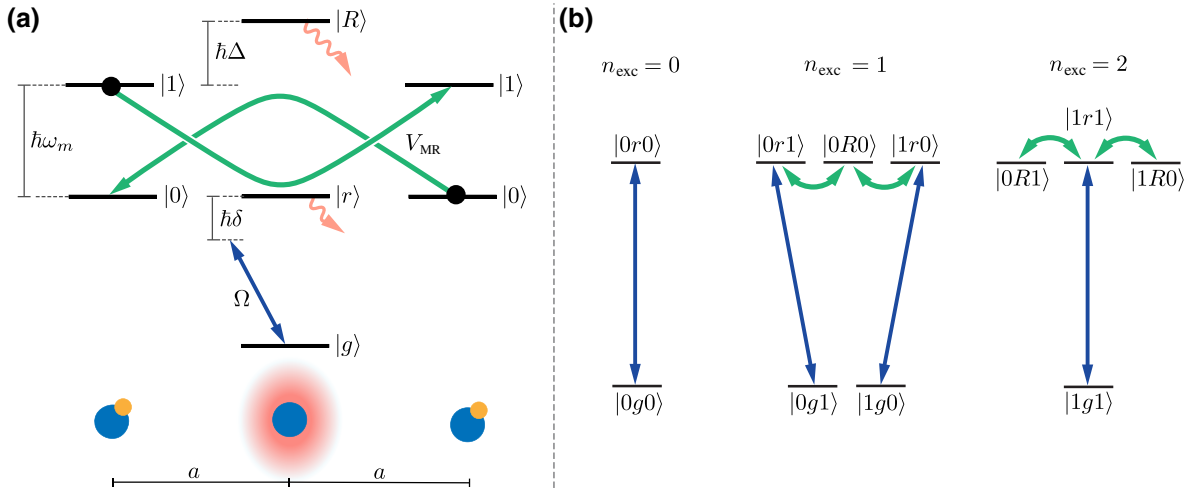 (a)
|R⟩
ħΔ
|1⟩
|1⟩
ħω_m
V_MR
|0⟩
|r⟩
|0⟩
ħδ
Ω
|g⟩
a
a
(b)
n_exc = 0
n_exc = 1
n_exc = 2
|0r0⟩
|0r1⟩
|0R0⟩
|1r0⟩
|1r1⟩
|0R1⟩
|1R0⟩
|0g0⟩
|0g1⟩
|1g0⟩
|1g1⟩